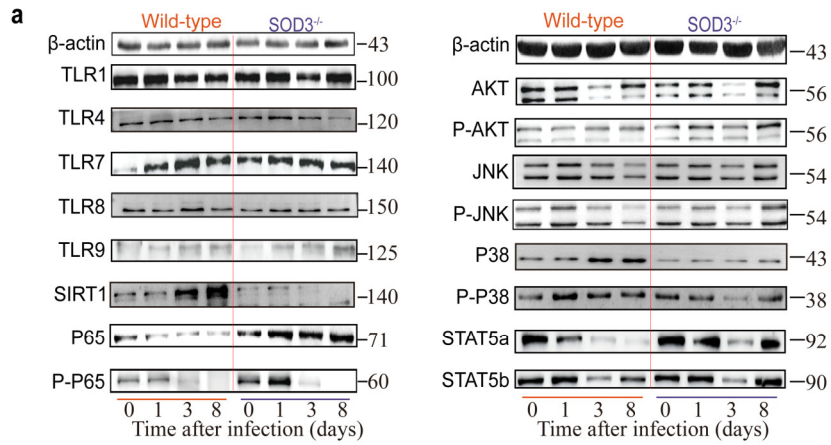 a
Wild-type SOD3-/-
β-actin 43
TLR1 100
TLR4 120
TLR7 140
TLR8 150
TLR9 125
SIRT1 140
P65 71
P-P65 60
0 1 3 8 0 1 3 8
Time after infection (days)
Wild-type SOD3-/-
β-actin 43
AKT 56
P-AKT 56
JNK 54
P-JNK 54
P38 43
P-P38 38
STAT5a 92
STAT5b 90
0 1 3 8 0 1 3 8
Time after infection (days)